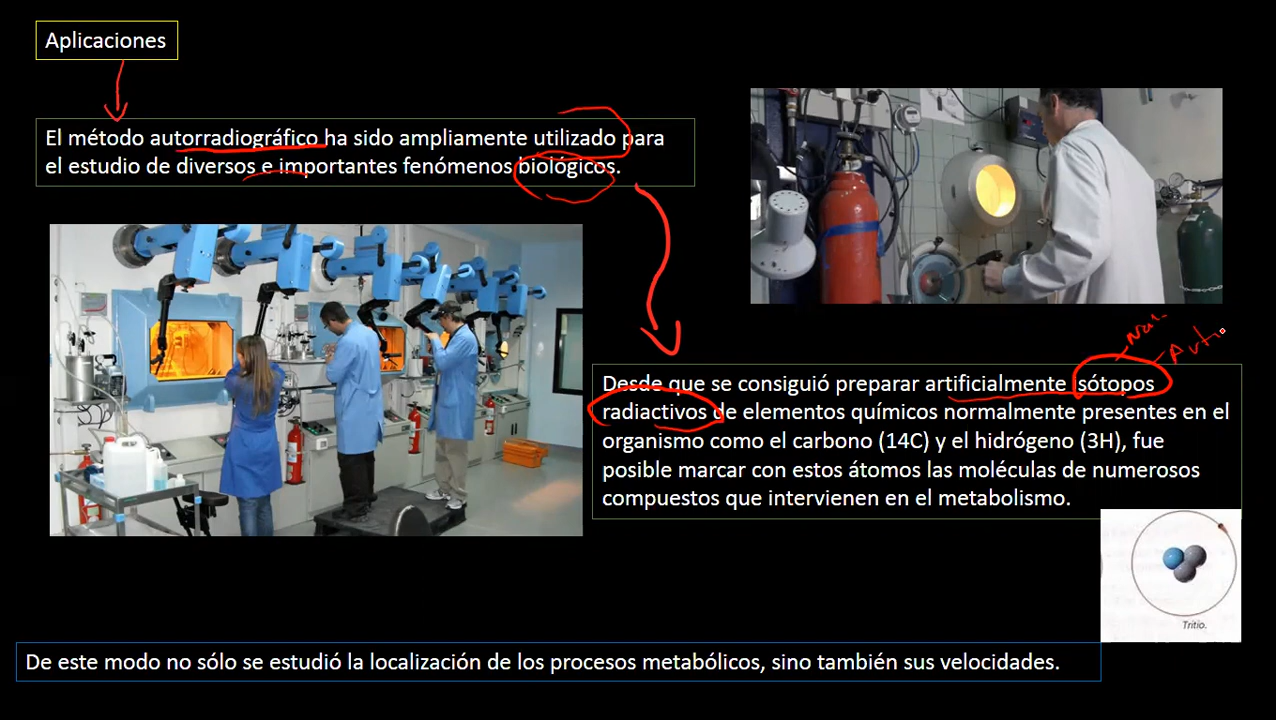 Aplicaciones
El método autorradiográfico ha sido ampliamente utilizado para
el estudio de diversos e importantes fenómenos biológicos.
Desde que se consiguió preparar artificialmente isótopos
radiactivos de elementos químicos normalmente presentes en el
organismo como el carbono (14C) y el hidrógeno (3H), fue
posible marcar con estos átomos las moléculas de numerosos
compuestos que intervienen en el metabolismo.
Tritio.
De este modo no sólo se estudió la localización de los procesos metabólicos, sino también sus velocidades.